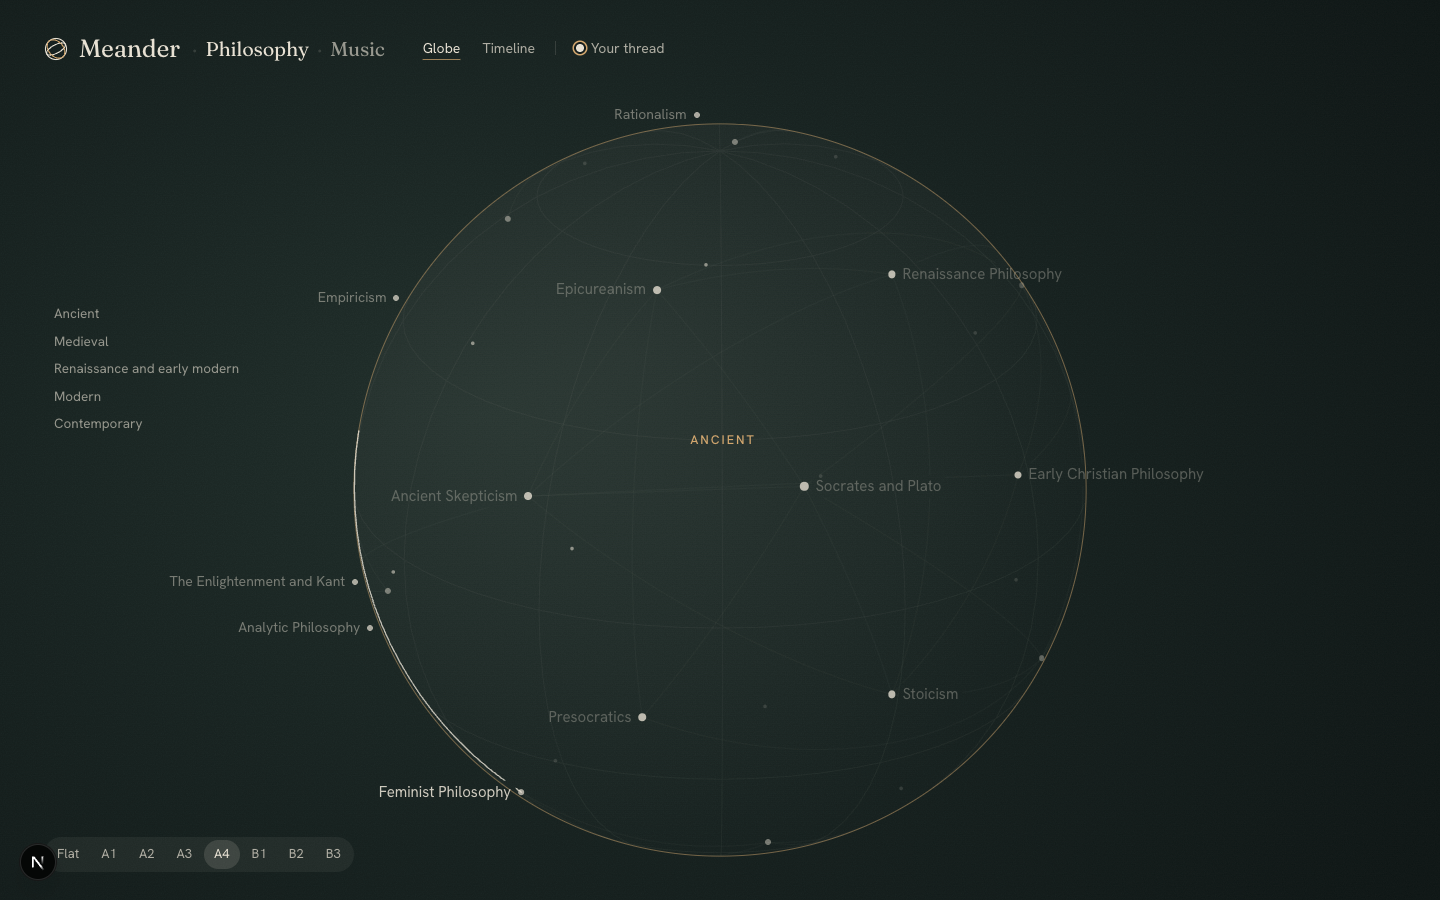 Meander · Philosophy · Music
Globe
Timeline
Your thread
Rationalism
Renaissance Philosophy
Epicureanism
Empiricism
Ancient
Medieval
Renaissance and early modern
Modern
Contemporary
ANCIENT
Early Christian Philosophy
Socrates and Plato
Ancient Skepticism
The Enlightenment and Kant
Analytic Philosophy
Stoicism
Presocratics
Feminist Philosophy
N
Flat
A1
A2
A3
A4
B1
B2
B3